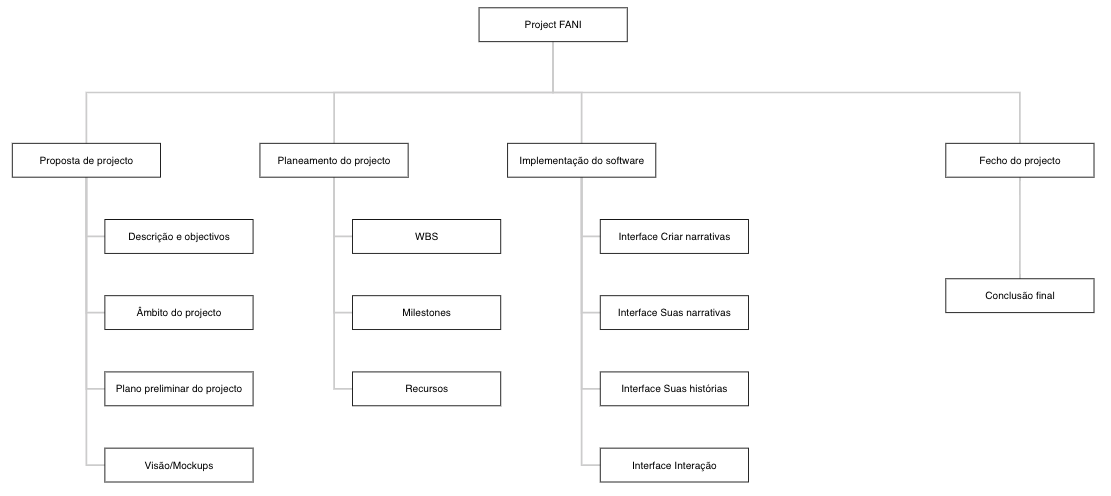 Project FANI
Proposta de projecto
Planeamento do projecto
Implementação do software
Fecho do projecto
Descrição e objectivos
WBS
Interface Criar narrativas
Conclusão final
Âmbito do projecto
Milestones
Interface Suas narrativas
Plano preliminar do projecto
Recursos
Interface Suas histórias
Visão/Mockups
Interface Interação